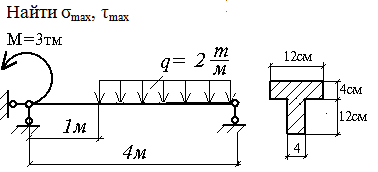 Найти σmax, τmax
M=3тм
q= 2 т/м
12см
4см
12см
1м
4м
4